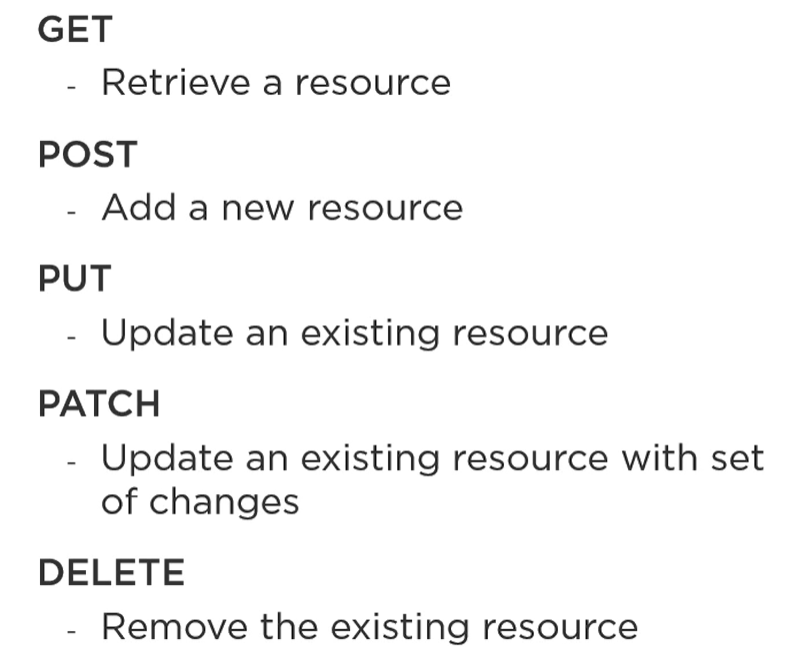 GET
- Retrieve a resource
POST
- Add a new resource
PUT
- Update an existing resource
PATCH
- Update an existing resource with set
of changes
DELETE
- Remove the existing resource